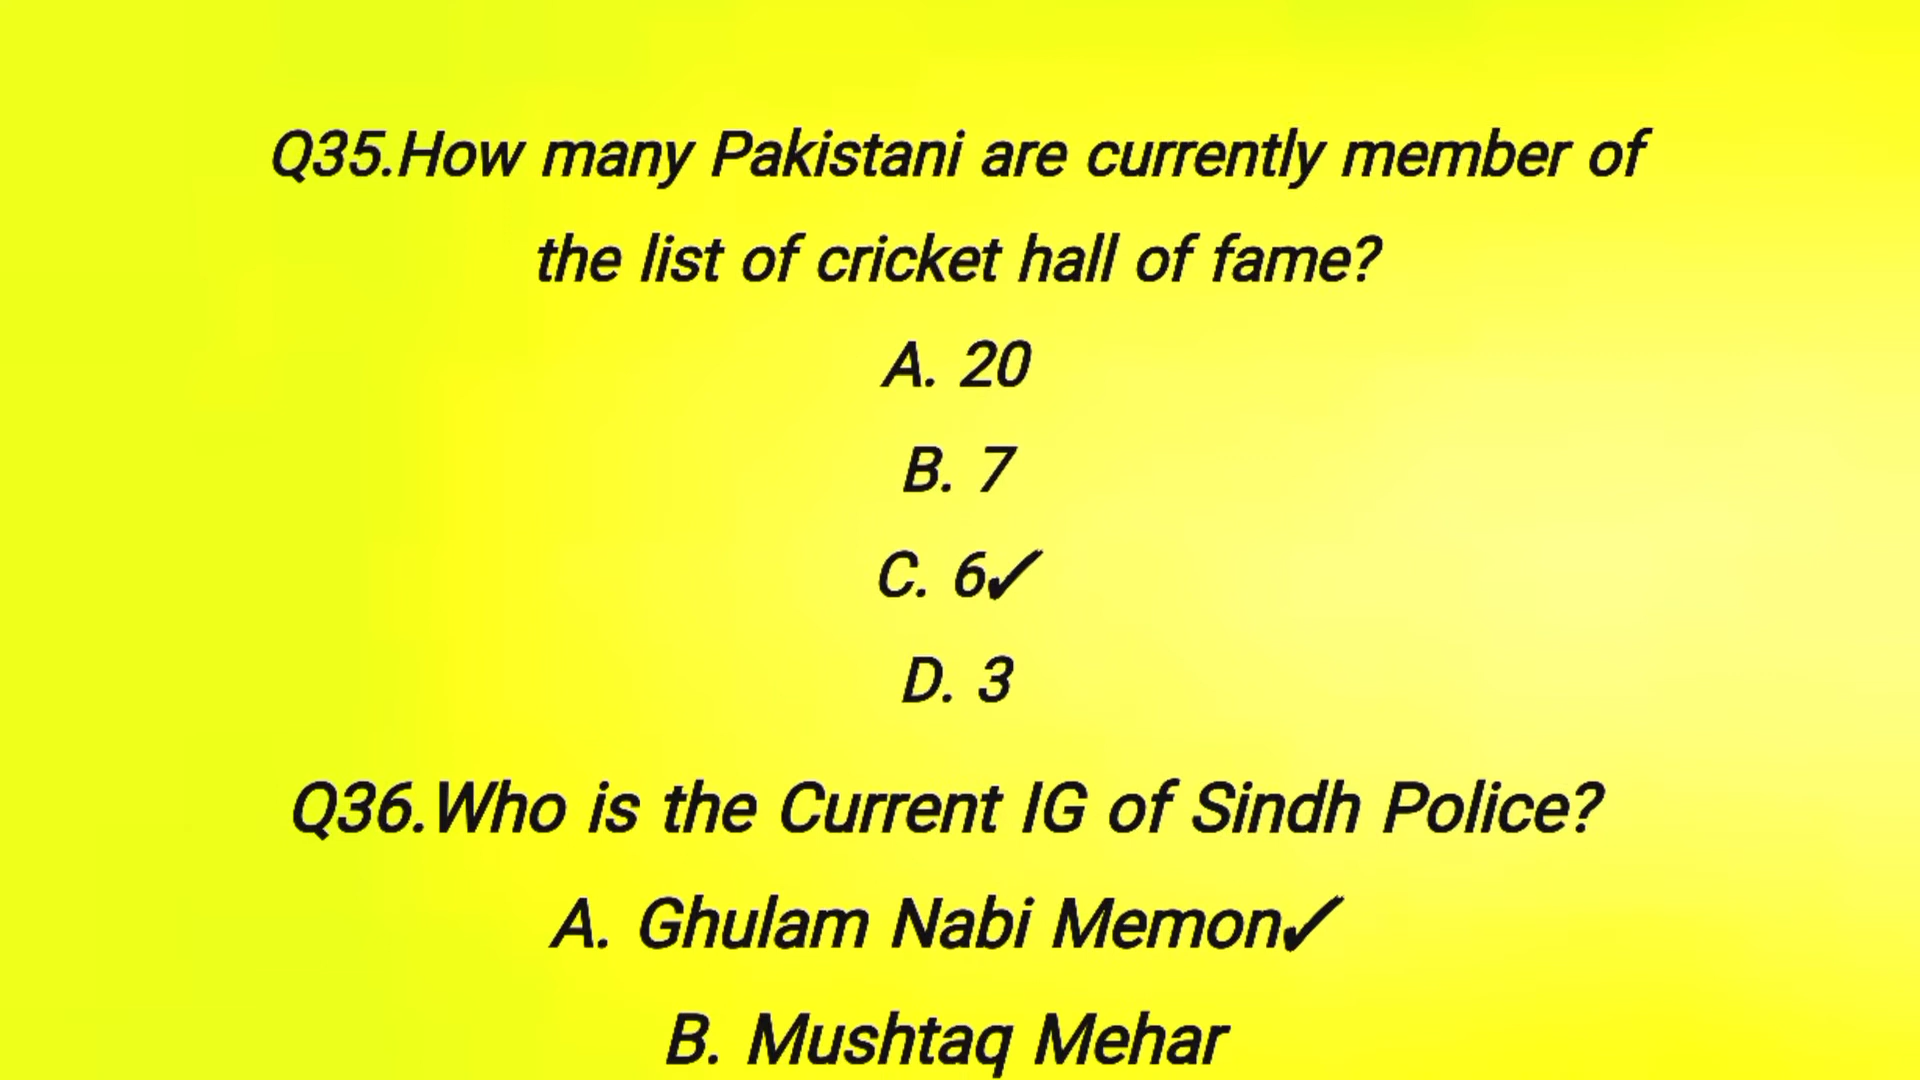 Q35.How many Pakistani are currently member of
the list of cricket hall of fame?
A. 20
B. 7
C. 6✓
D. 3
Q36.Who is the Current IG of Sindh Police?
A. Ghulam Nabi Memon✓
B. Mushtaq Mehar